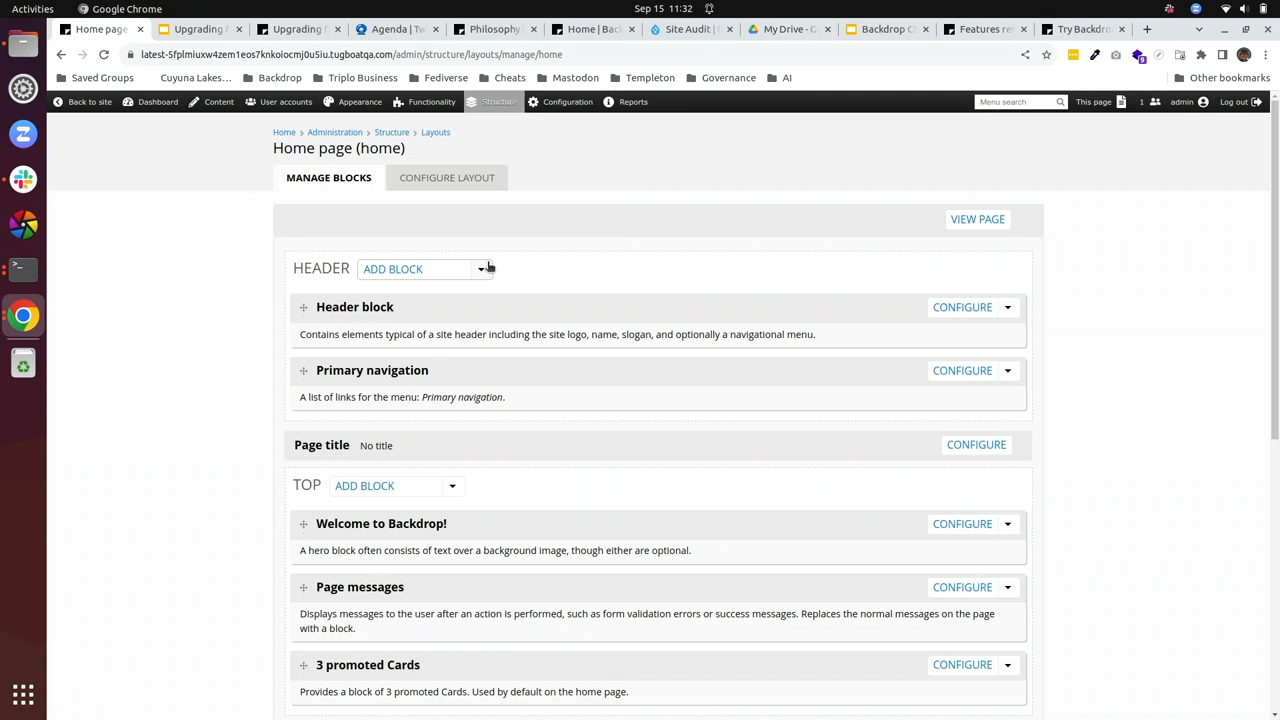 Activities
Google Chrome
Sep 15 11:32
Home page
Upgrading f
Upgrading f
Agenda | Tw
Philosophy
Home | Bac
Site Audit |
My Drive - G
Backdrop C
Features re
Try Backdro
latest-5fplmiuxw4zem1eos7knkoiocmj0u5iu.tugboatqa.com/admin/structure/layouts/manage/home
9
Saved Groups
Cuyuna Lakes...
Backdrop
Triplo Business
Fediverse
Cheats
Mastodon
Templeton
Governance
AI
Other bookmarks
Back to site
Dashboard
Content
User accounts
Appearance
Functionality
Structure
Configuration
Reports
Menu search
This page
1
admin
Log out
Home › Administration › Structure › Layouts
Home page (home)
MANAGE BLOCKS
CONFIGURE LAYOUT
VIEW PAGE
HEADER ADD BLOCK
Header block CONFIGURE
Contains elements typical of a site header including the site logo, name, slogan, and optionally a navigational menu.
Primary navigation CONFIGURE
A list of links for the menu: Primary navigation.
Page title No title CONFIGURE
TOP ADD BLOCK
Welcome to Backdrop! CONFIGURE
A hero block often consists of text over a background image, though either are optional.
Page messages CONFIGURE
Displays messages to the user after an action is performed, such as form validation errors or success messages. Replaces the normal messages on the page
with a block.
3 promoted Cards CONFIGURE
Provides a block of 3 promoted Cards. Used by default on the home page.